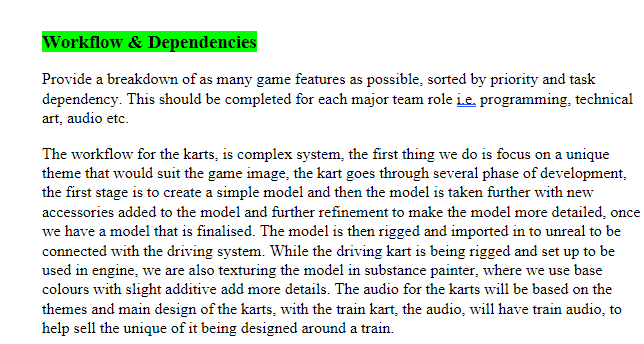 Workflow & Dependencies
Provide a breakdown of as many game features as possible, sorted by priority and task
dependency. This should be completed for each major team role i.e. programming, technical
art, audio etc.
The workflow for the karts, is complex system, the first thing we do is focus on a unique
theme that would suit the game image, the kart goes through several phase of development,
the first stage is to create a simple model and then the model is taken further with new
accessories added to the model and further refinement to make the model more detailed, once
we have a model that is finalised. The model is then rigged and imported in to unreal to be
connected with the driving system. While the driving kart is being rigged and set up to be
used in engine, we are also texturing the model in substance painter, where we use base
colours with slight additive add more details. The audio for the karts will be based on the
themes and main design of the karts, with the train kart, the audio, will have train audio, to
help sell the unique of it being designed around a train.